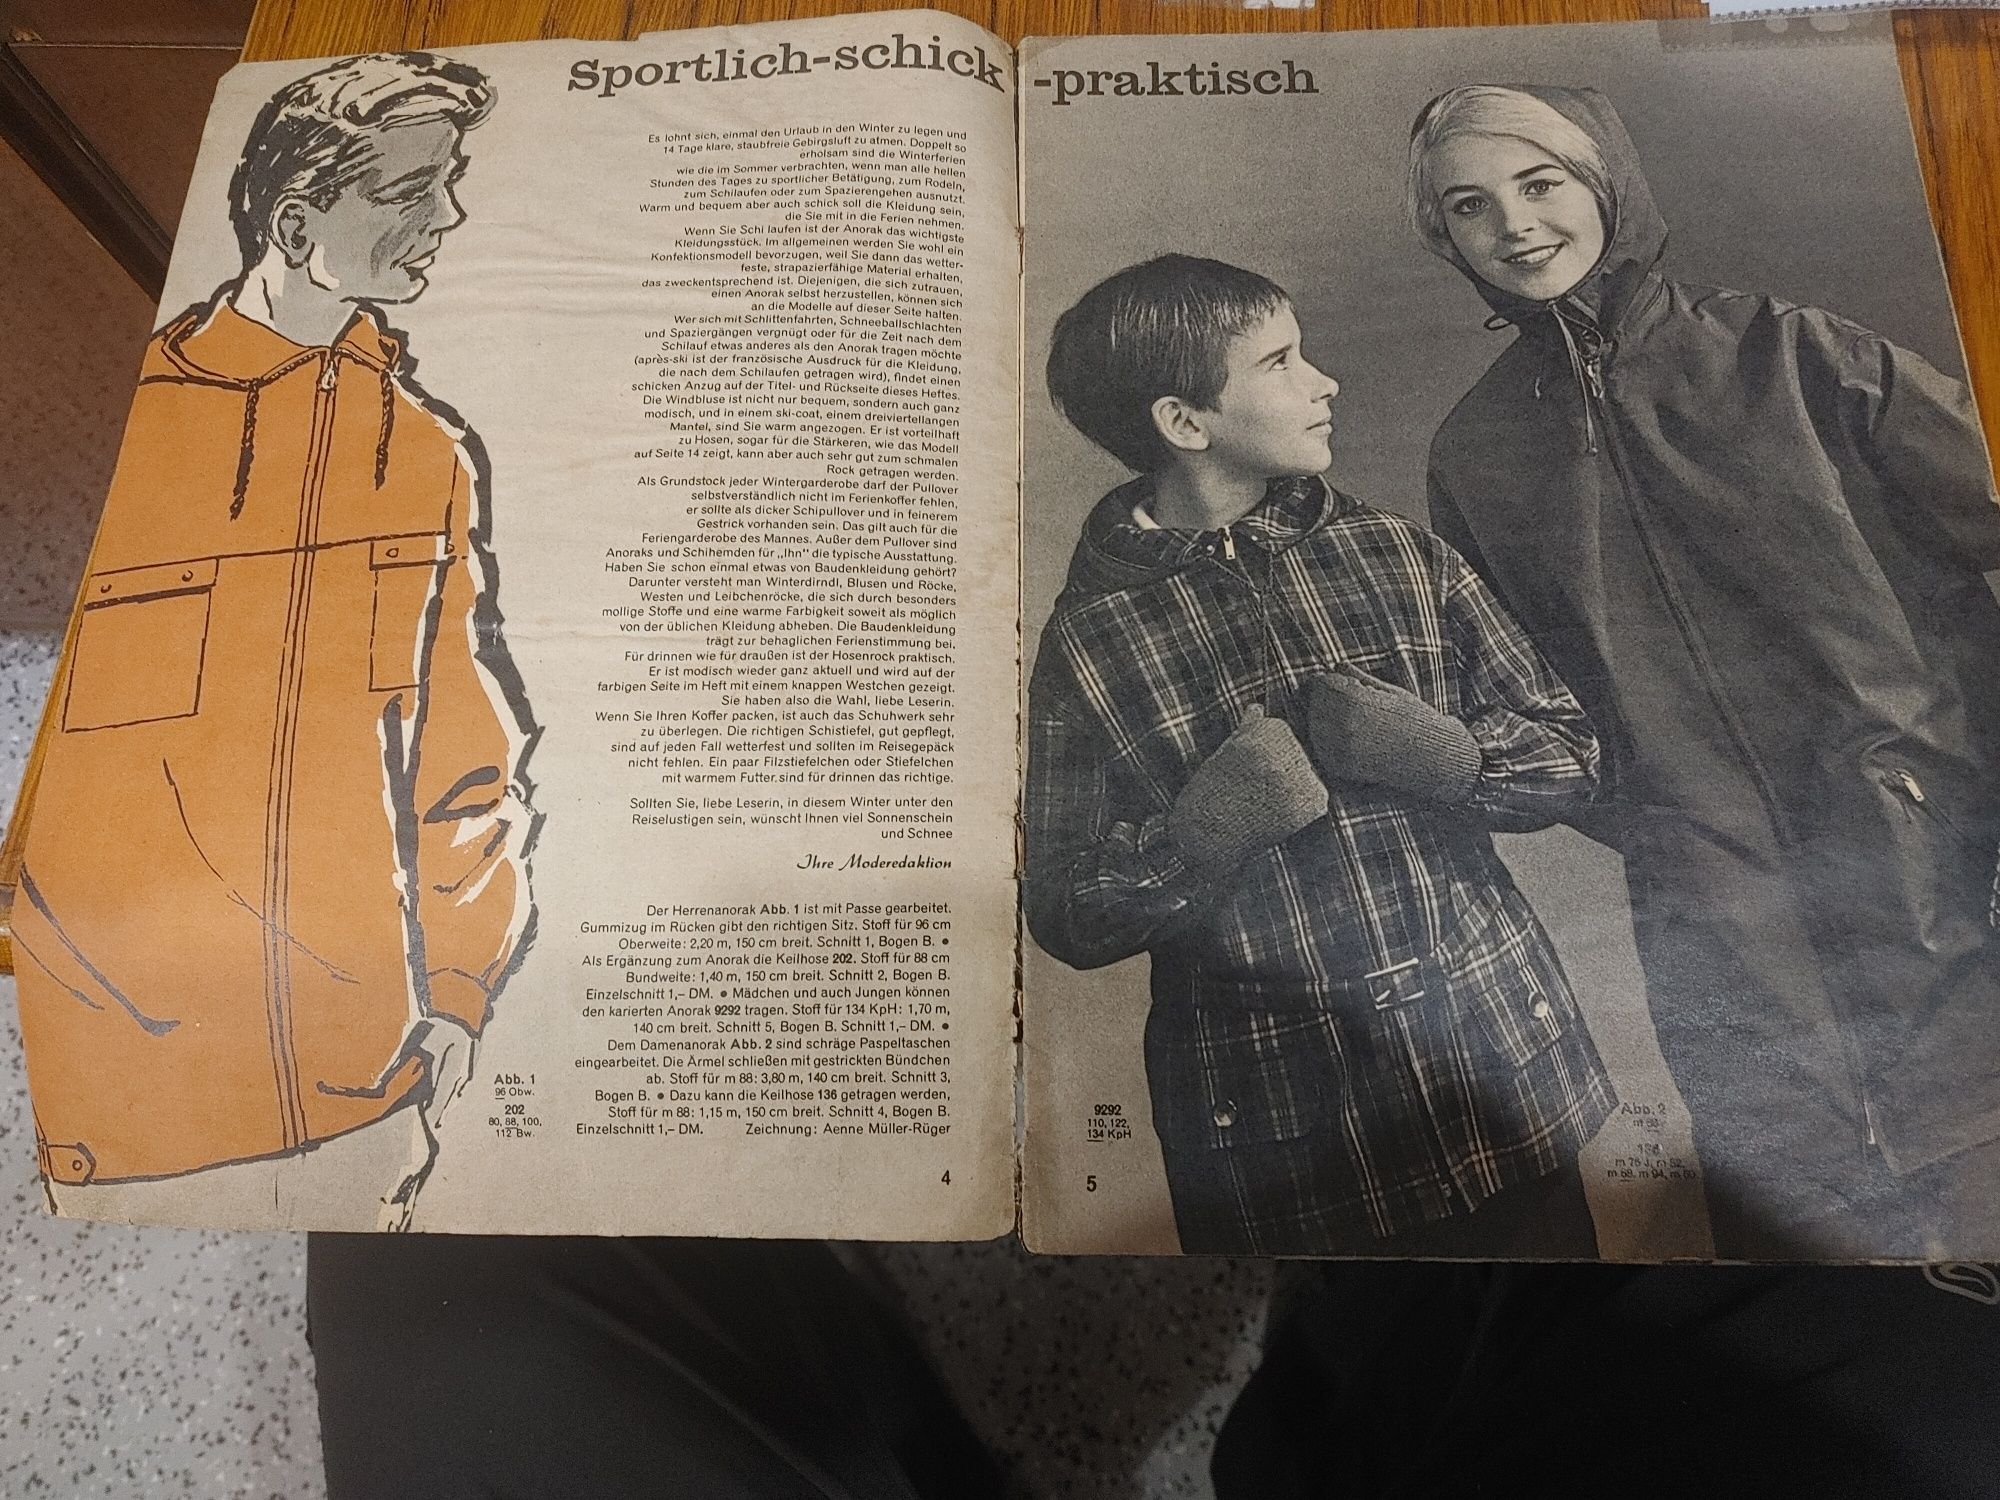 Sportlich-schick-praktisch
Es lohnt sich, einmal den Urlaub in den Winter zu legen und
14 Tage klare, staubfreie Gebirgsluft zu atmen. Doppelt so
erholsam sind die Winterferien
wie die im Sommer verbrachten, wenn man alle hellen
Stunden des Tages zu sportlicher Betätigung, zum Rodeln,
zum Schilaufen oder zum Spazierengehen ausnutzt.
Warm und bequem aber auch schick soll die Kleidung sein,
die Sie mit in die Ferien nehmen.
Wenn Sie Schi laufen ist der Anorak das wichtigste
Kleidungsstück. Im allgemeinen werden Sie wohl ein
Konfektionsmodell bevorzugen, weil Sie dann das wetter-
feste, strapazierfähige Material erhalten,
das zweckentsprechend ist. Diejenigen, die sich zutrauen,
einen Anorak selbst herzustellen, können sich
an die Modelle auf dieser Seite halten.
Wer sich mit Schlittenfahrten, Schneeballschlachten
und Spaziergängen vergnügt oder für die Zeit nach dem
Schilauf etwas anderes als den Anorak tragen möchte
(après-ski ist der französische Ausdruck für die Kleidung,
die nach dem Schilaufen getragen wird), findet einen
schicken Anzug auf der Titel- und Rückseite dieses Heftes.
Die Windbluse ist nicht nur bequem, sondern auch ganz
modisch, und in einem ski-coat, einem dreiviertellangen
Mantel, sind Sie warm angezogen. Er ist vorteilhaft
zu Hosen, sogar für die Stärkeren, wie das Modell
auf Seite 14 zeigt, kann aber auch sehr gut zum schmalen
Rock getragen werden.
Als Grundstock jeder Wintergarderobe darf der Pullover
selbstverständlich nicht im Ferienkoffer fehlen,
er sollte als dicker Schipullover und in feinerem
Gestrick vorhanden sein. Das gilt auch für die
Feriengarderobe des Mannes. Außer dem Pullover sind
Anoraks und Schihemden für „Ihn" die typische Ausstattung.
Haben Sie schon einmal etwas von Baudenkleidung gehört?
Darunter versteht man Winterdirndl, Blusen und Röcke,
Westen und Leibchenröcke, die sich durch besonders
mollige Stoffe und eine warme Farbigkeit soweit als möglich
von der üblichen Kleidung abheben. Die Baudenkleidung
trägt zur behaglichen Ferienstimmung bei.
Für drinnen wie für draußen ist der Hosenrock praktisch.
Er ist modisch wieder ganz aktuell und wird auf der
farbigen Seite im Heft mit einem knappen Westchen gezeigt.
Sie haben also die Wahl, liebe Leserin.
Wenn Sie Ihren Koffer packen, ist auch das Schuhwerk sehr
zu überlegen. Die richtigen Schistiefel, gut gepflegt,
sind auf jeden Fall wetterfest und sollten im Reisegepäck
nicht fehlen. Ein paar Filzstiefelchen oder Stiefelchen
mit warmem Futter sind für drinnen das richtige.
Sollten Sie, liebe Leserin, in diesem Winter unter den
Reiselustigen sein, wünscht Ihnen viel Sonnenschein
und Schnee
Ihre Moderedaktion
Der Herrenanorak Abb. 1 ist mit Passe gearbeitet.
Gummizug im Rücken gibt den richtigen Sitz. Stoff für 96 cm
Oberweite: 2,20 m, 150 cm breit. Schnitt 1, Bogen B. •
Als Ergänzung zum Anorak die Keilhose 202. Stoff für 88 cm
Bundweite: 1,40 m, 150 cm breit. Schnitt 2, Bogen B.
Einzelschnitt 1,– DM. • Mädchen und auch Jungen können
den karierten Anorak 9292 tragen. Stoff für 134 KpH: 1,70 m,
140 cm breit. Schnitt 5, Bogen B. Schnitt 1,– DM. •
Dem Damenanorak Abb. 2 sind schräge Paspeltaschen
eingearbeitet. Die Ärmel schließen mit gestrickten Bündchen
ab. Stoff für m 88: 3,80 m, 140 cm breit. Schnitt 3,
Bogen B. • Dazu kann die Keilhose 136 getragen werden,
Stoff für m 88: 1,15 m, 150 cm breit. Schnitt 4, Bogen B.
Einzelschnitt 1,– DM. Zeichnung: Aenne Müller-Rüger
Abb. 1
96 Obw.
202
80, 88, 100,
112 Bw.
4
9292
110, 122,
134 KpH
5
Abb. 2
m 88
136
m 88, m 94,